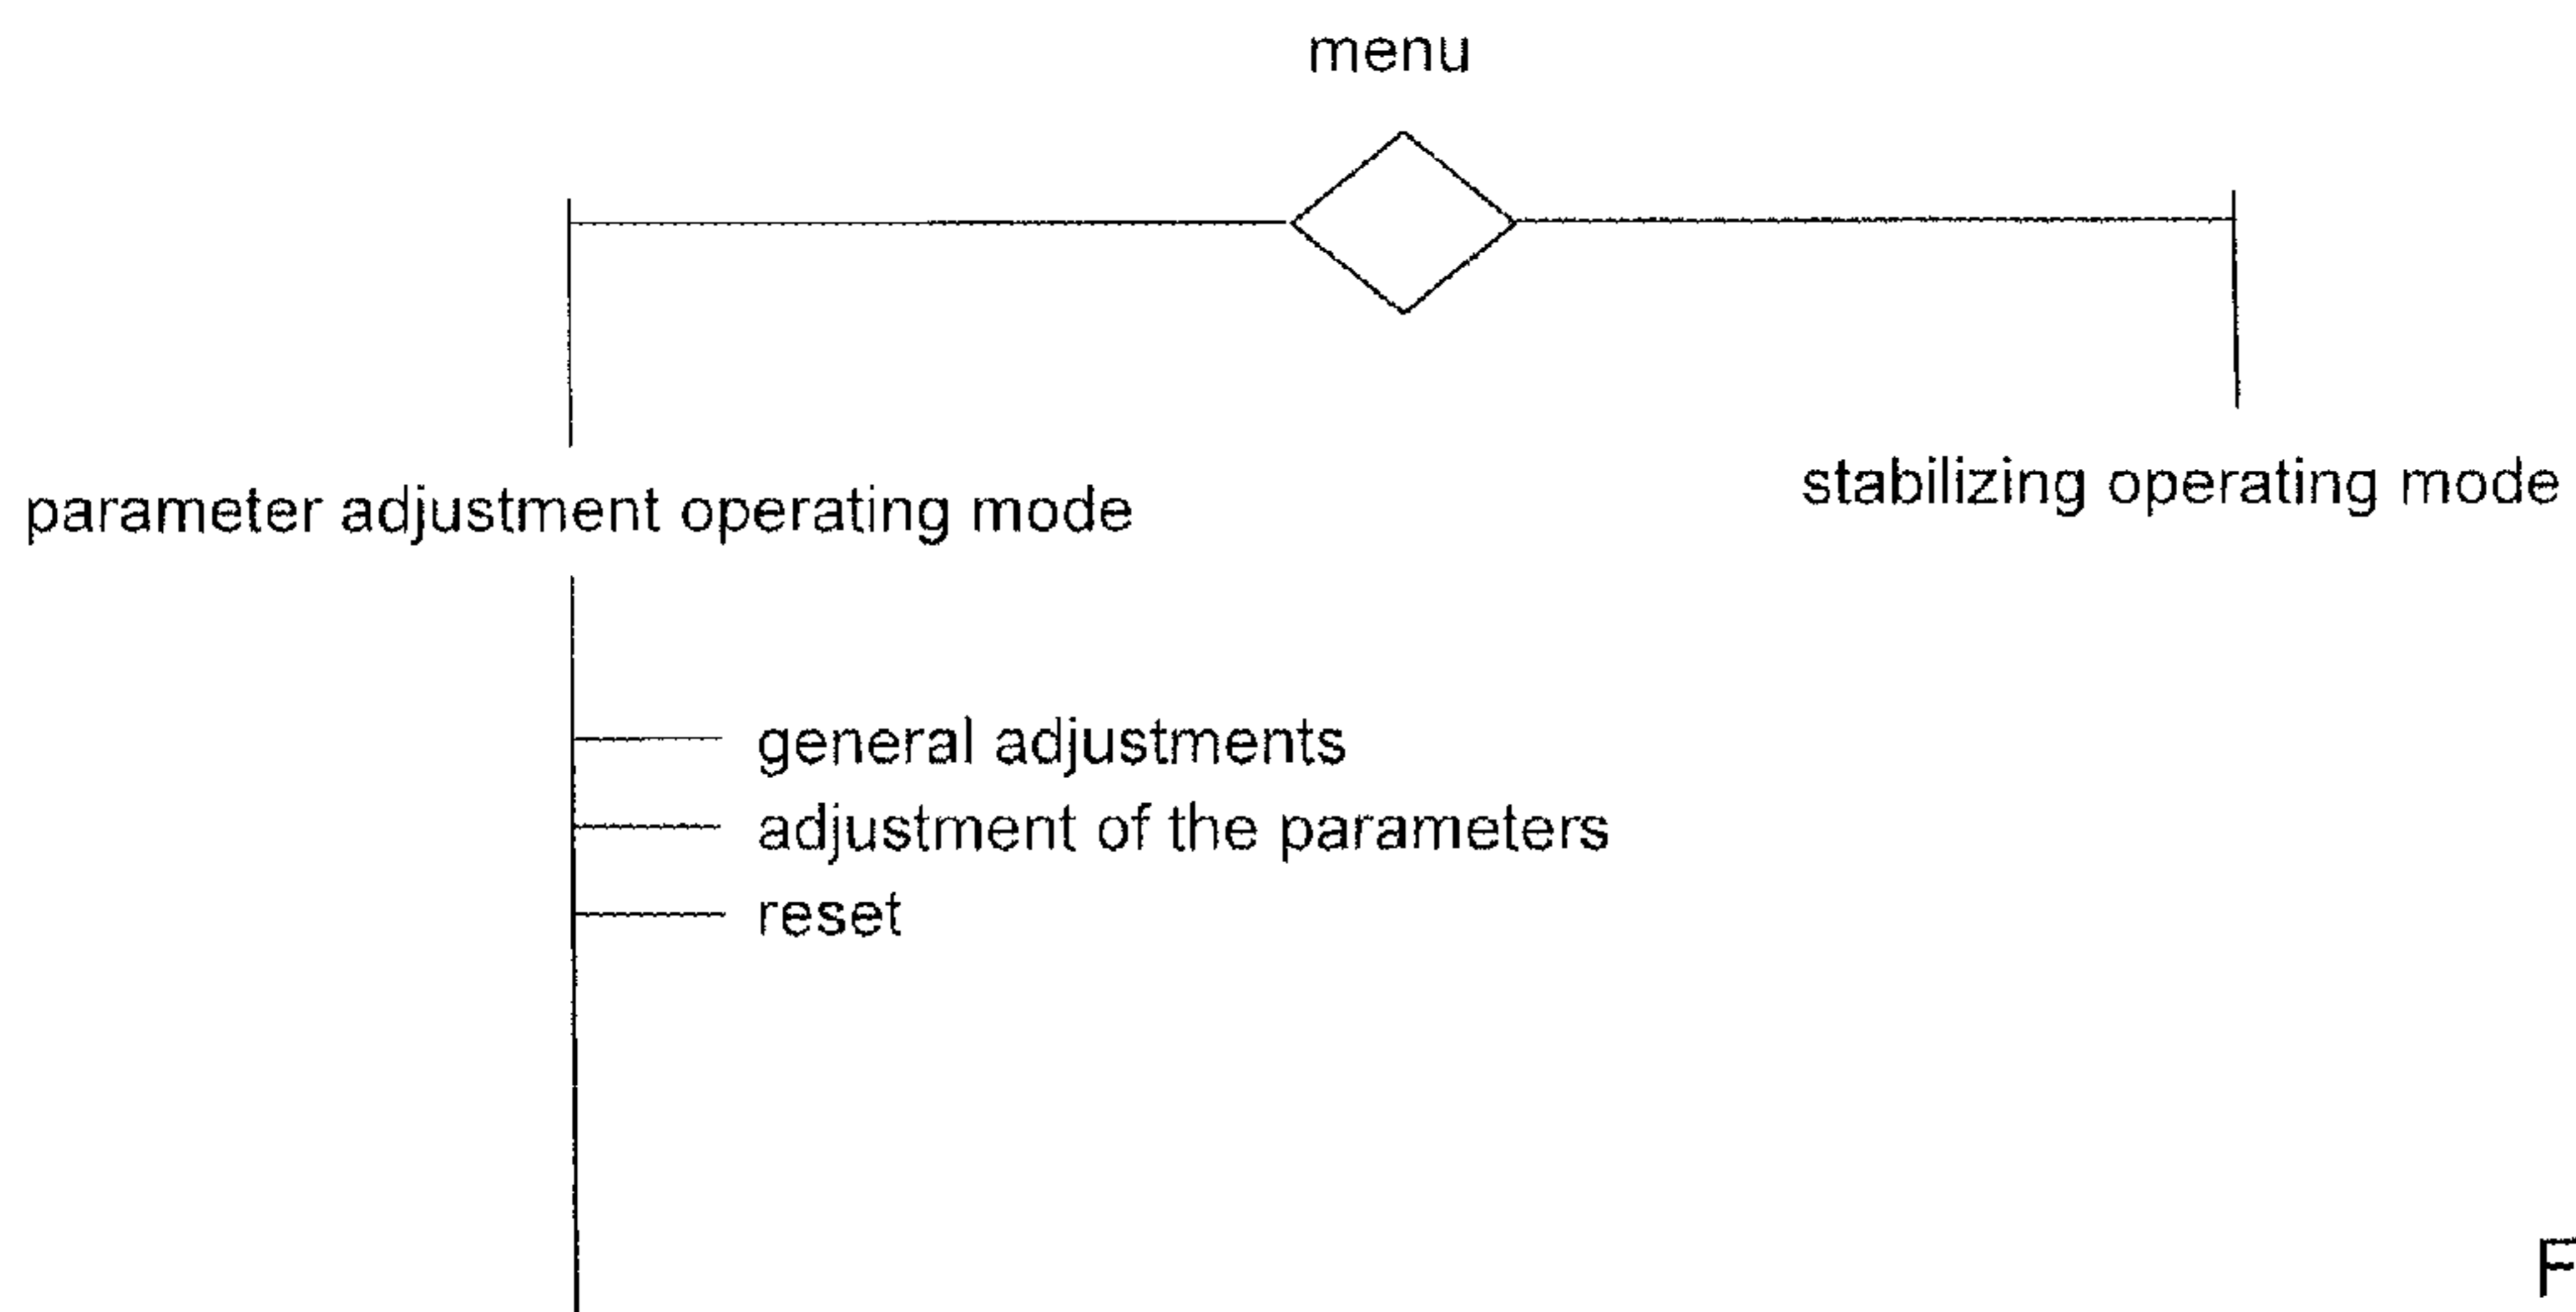 menu
parameter adjustment operating mode
stabilizing operating mode
general adjustments
adjustment of the parameters
reset
F